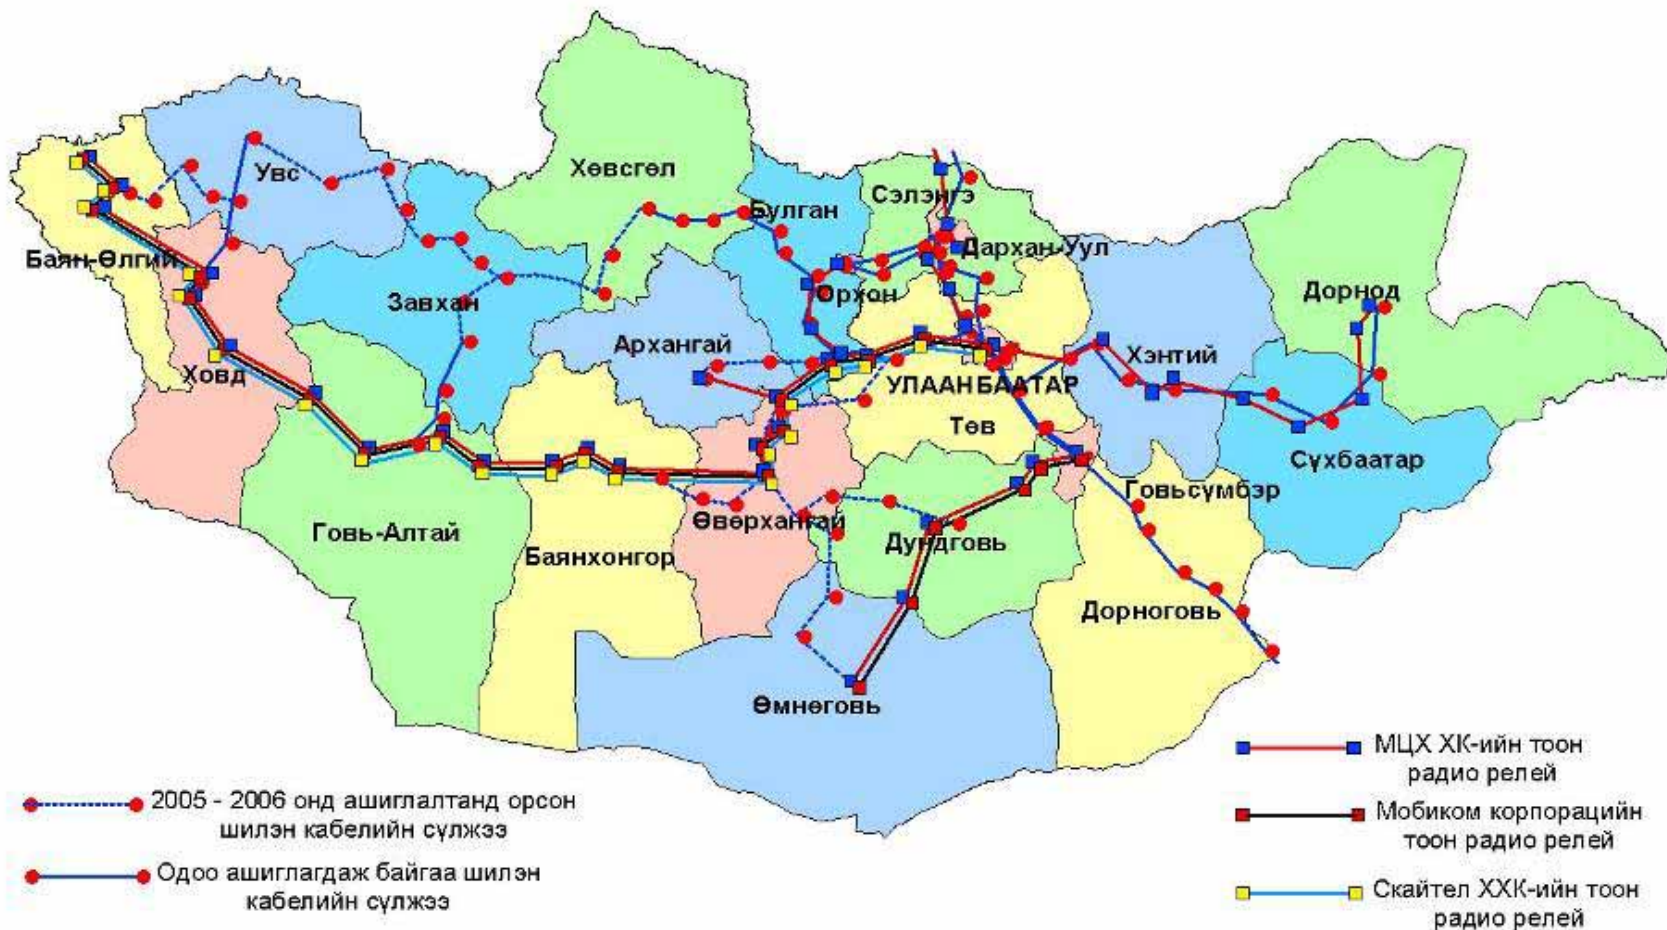 Увс
Хөвсгөл
Булган
Сэлэнгэ
Дархан-Уул
Баян-Өлгий
Завхан
Орхон
Дорнод
Архангай
Хэнтий
Ховд
УЛААНБААТАР
Төв
Сүхбаатар
Говьсүмбэр
Говь-Алтай
Өвөрхангай
Дундговь
Баянхонгор
Дорноговь
Өмнөговь
2005 - 2006 онд ашиглалтанд орсон
шилэн кабелийн сүлжээ
Одоо ашиглагдаж байгаа шилэн
кабелийн сүлжээ
МЦХ ХК-ийн тоон
радио релей
Мобиком корпорацийн
тоон радио релей
Скайтел ХХК-ийн тоон
радио релей